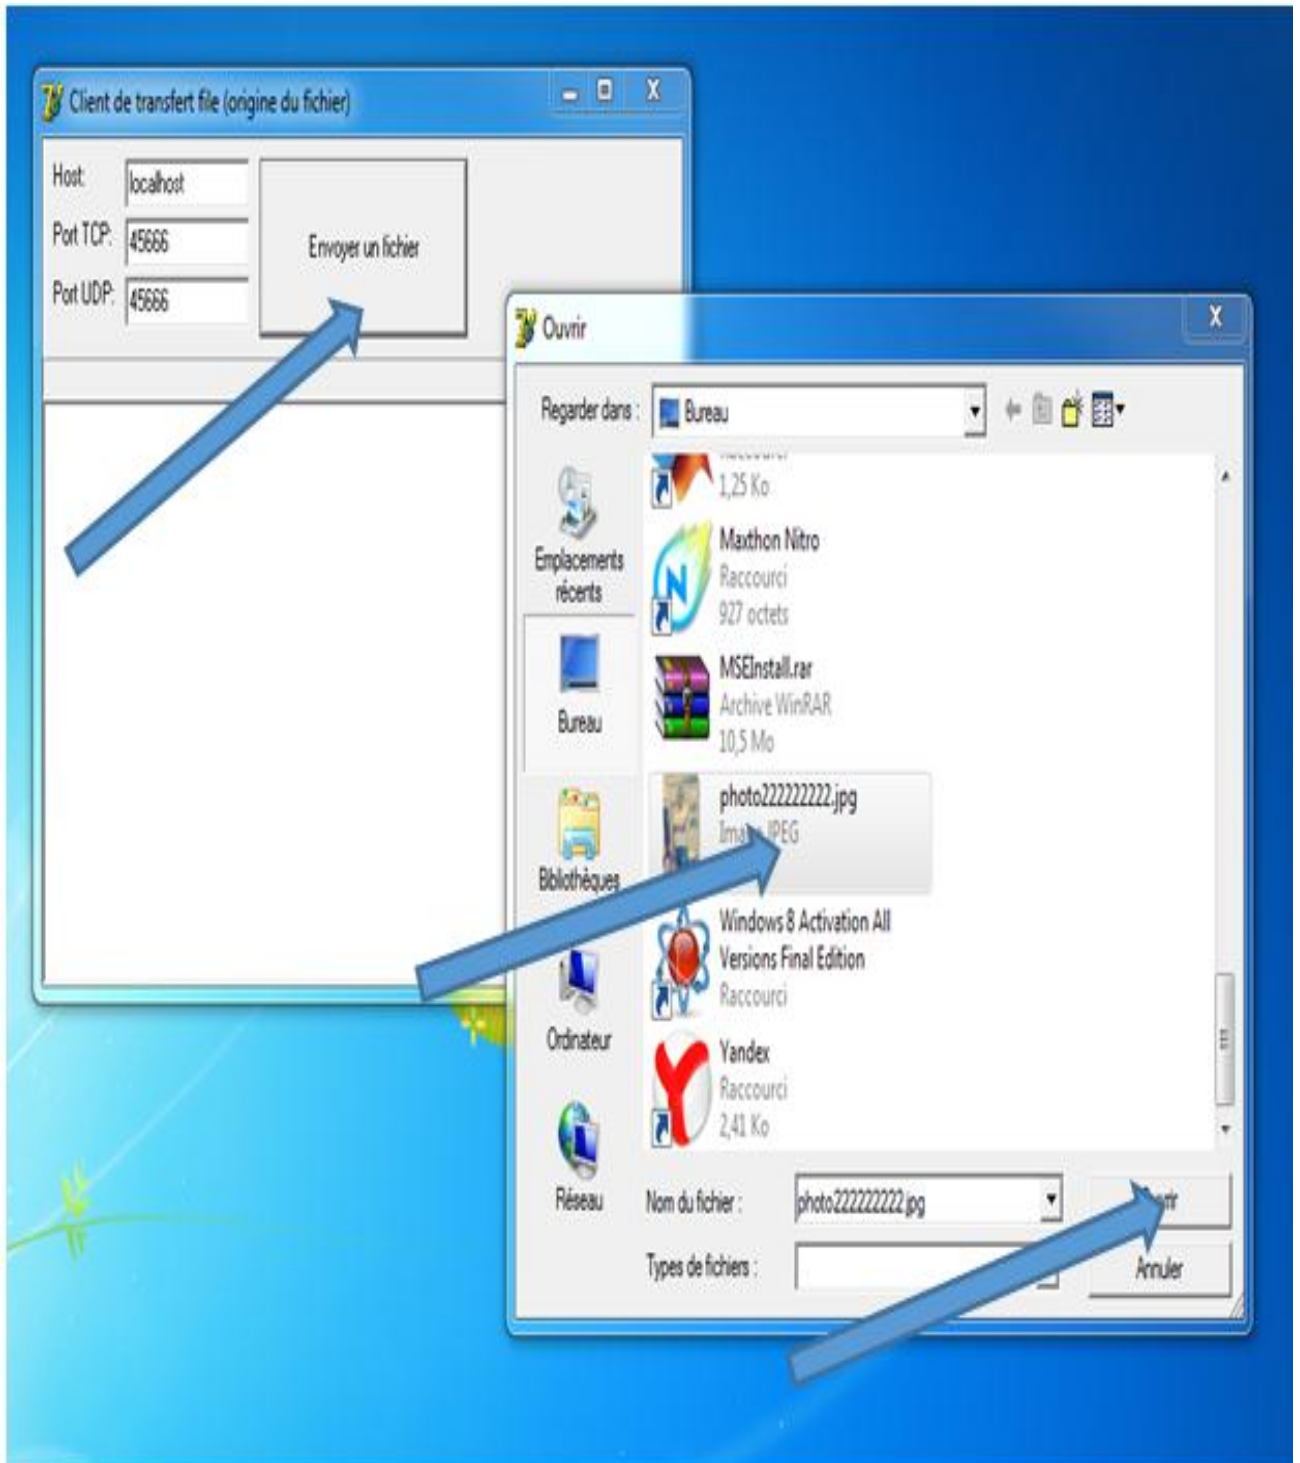 Client de transfert file (origine du fichier)
Host:
localhost
Port TCP:
45666
Port UDP:
45666
Envoyer un fichier
Ouvrir
Regarder dans :
Bureau
Emplacements
récents
Bureau
Bibliothèques
Ordinateur
Réseau
1,25 Ko
Maxthon Nitro
Raccourci
927 octets
MSEInstall.rar
Archive WinRAR
10,5 Mo
photo222222222.jpg
JPEG
Windows 8 Activation All
Versions Final Edition
Raccourci
Yandex
Raccourci
2,41 Ko
Nom du fichier :
photo222222222.jpg
Types de fichiers :
Annuler